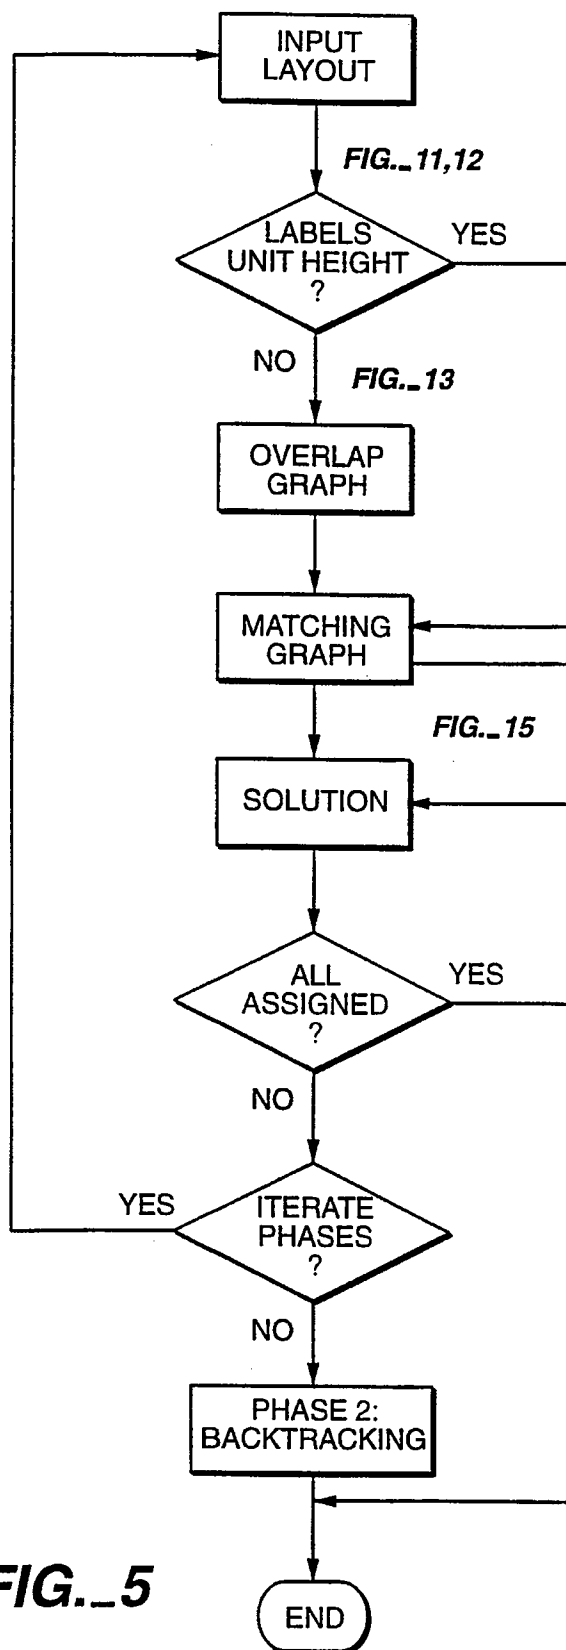 INPUT
LAYOUT
FIG._11,12
LABELS
UNIT HEIGHT
?
YES
NO
FIG._13
OVERLAP
GRAPH
MATCHING
GRAPH
FIG._15
SOLUTION
ALL
ASSIGNED
?
YES
NO
YES
ITERATE
PHASES
?
NO
PHASE 2:
BACKTRACKING
FIG._5
END